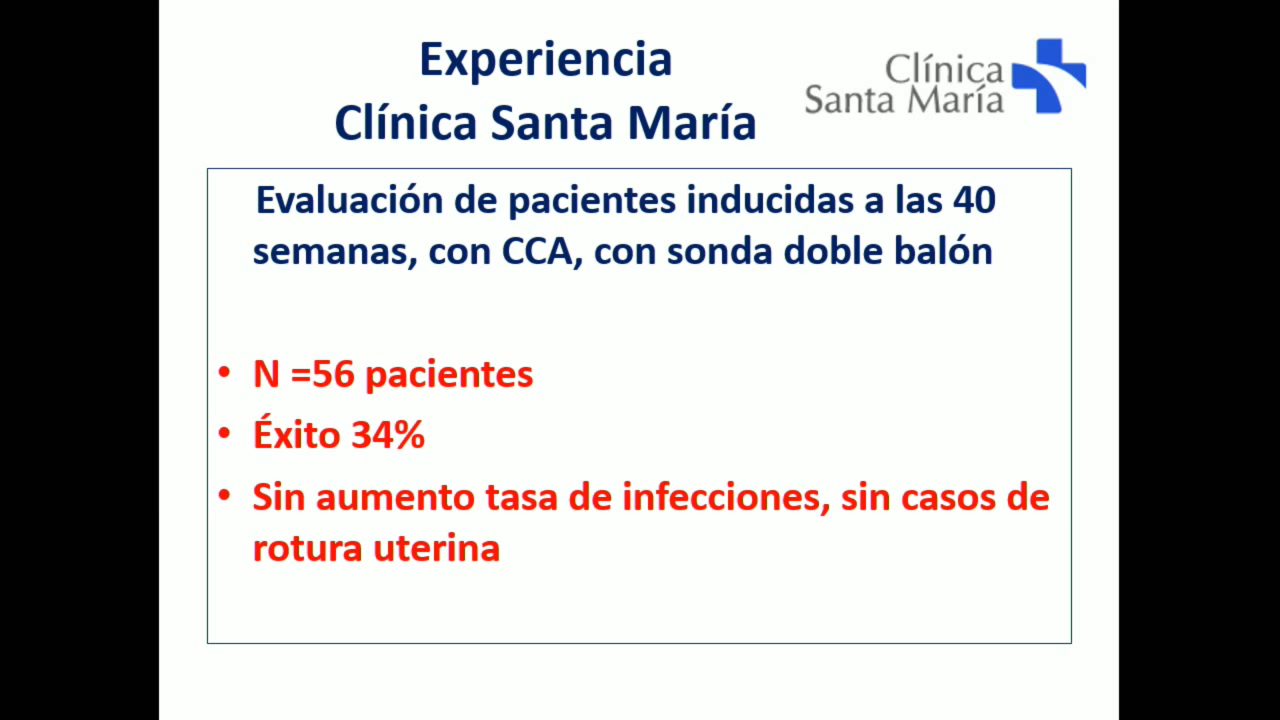 Experiencia
Clínica Santa María
Clínica
Santa María
Evaluación de pacientes inducidas a las 40
semanas, con CCA, con sonda doble balón
• N =56 pacientes
• Éxito 34%
• Sin aumento tasa de infecciones, sin casos de
rotura uterina